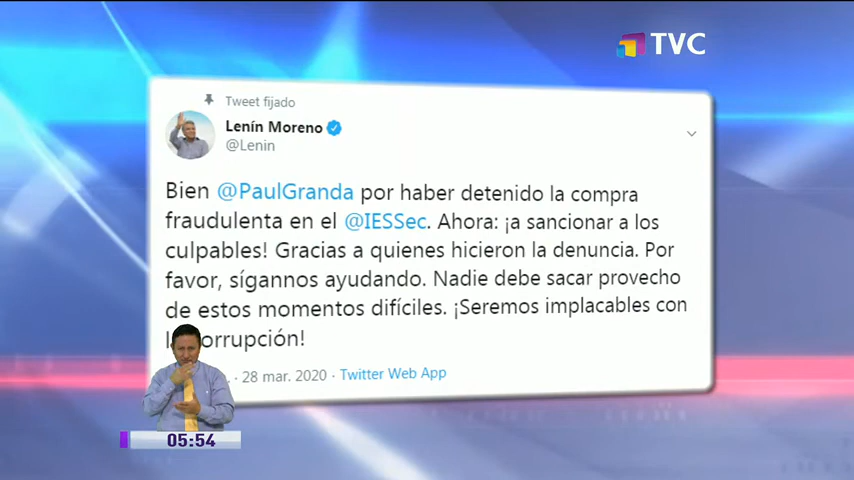 TVC
Tweet fijado
Lenín Moreno
@Lenin
Bien @PaulGranda por haber detenido la compra
fraudulenta en el @IESSec. Ahora: ¡a sancionar a los
culpables! Gracias a quienes hicieron la denuncia. Por
favor, sígannos ayudando. Nadie debe sacar provecho
de estos momentos difíciles. ¡Seremos implacables con
orrupción!
· 28 mar. 2020 · Twitter Web App
05:54